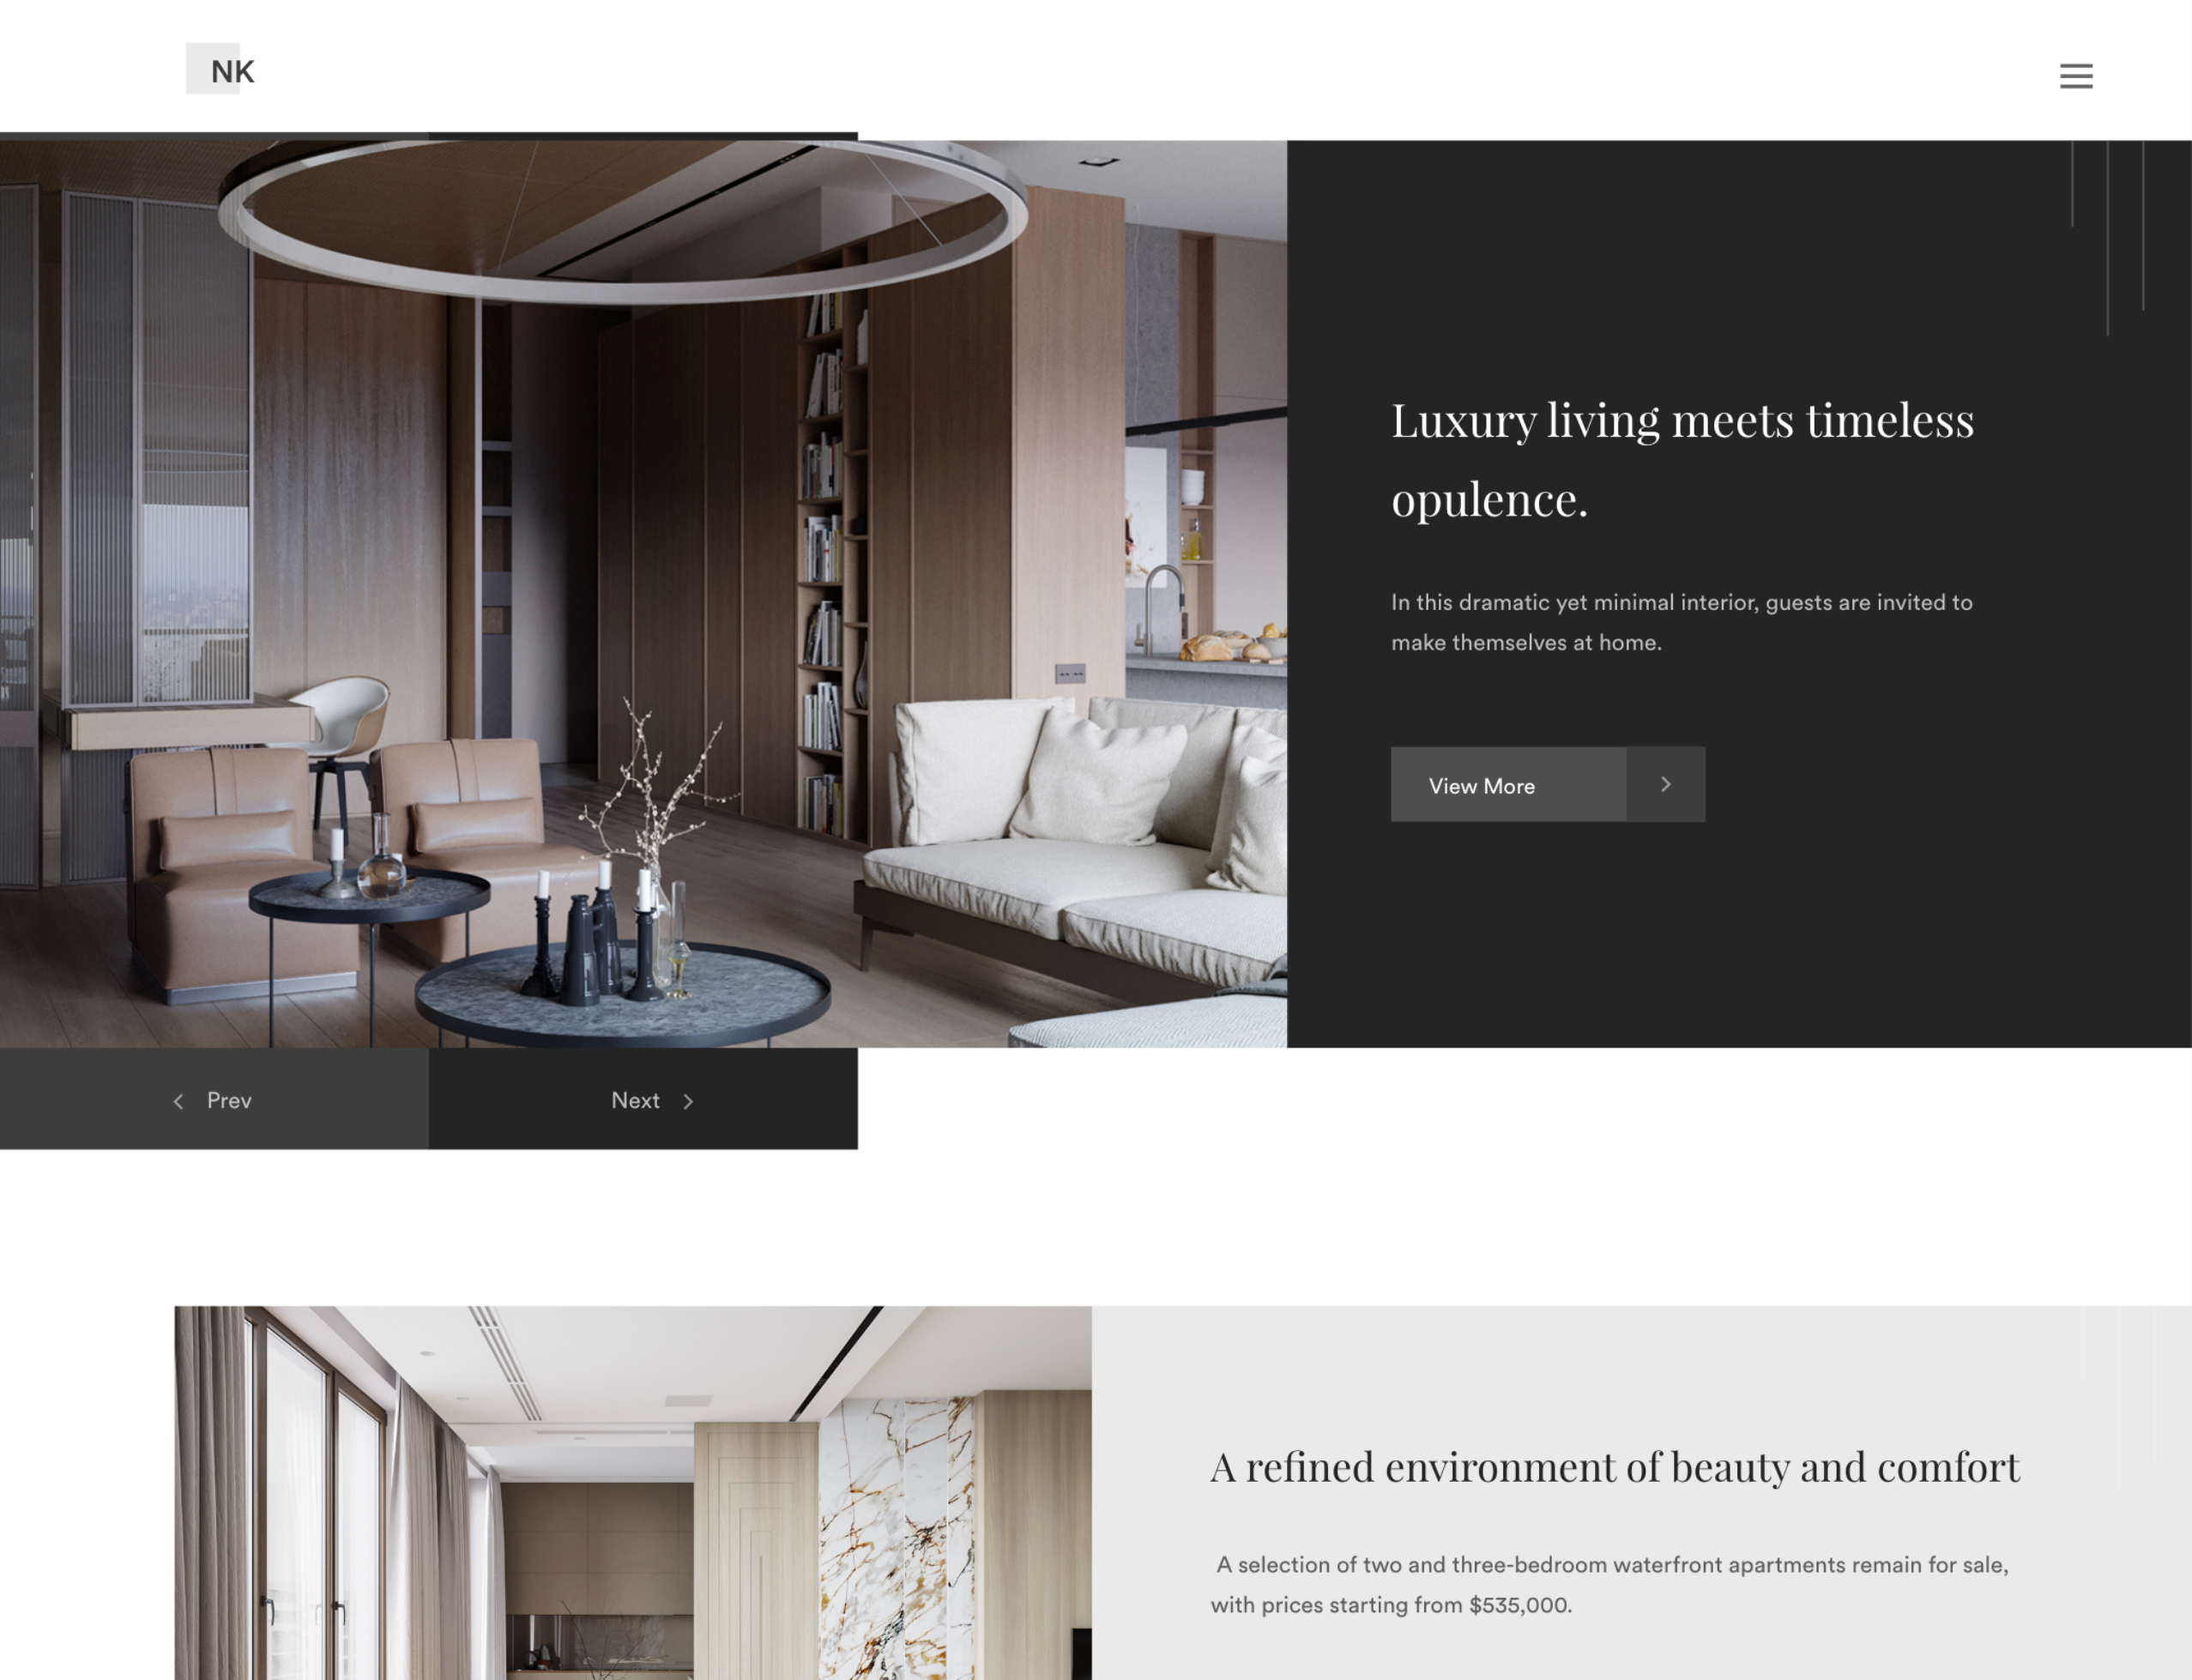 NK
Luxury living meets timeless
opulence.
In this dramatic yet minimal interior, guests are invited to
make themselves at home.
View More
Prev
Next
A refined environment of beauty and comfort
A selection of two and three-bedroom waterfront apartments remain for sale,
with prices starting from $535,000.